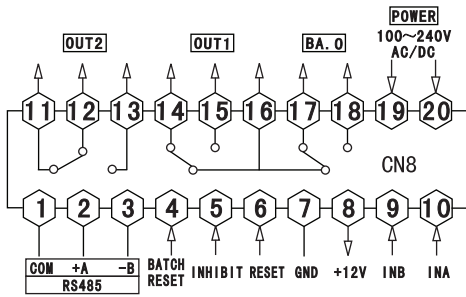 POWER
OUT2 OUT1 BA.O 100~240V
AC/DC
11 12 13 14 15 16 17 18 19 20
CN8
1 2 3 4 5 6 7 8 9 10
COM +A -B BATCH RESET INHIBIT RESET GND +12V INB INA
RS485